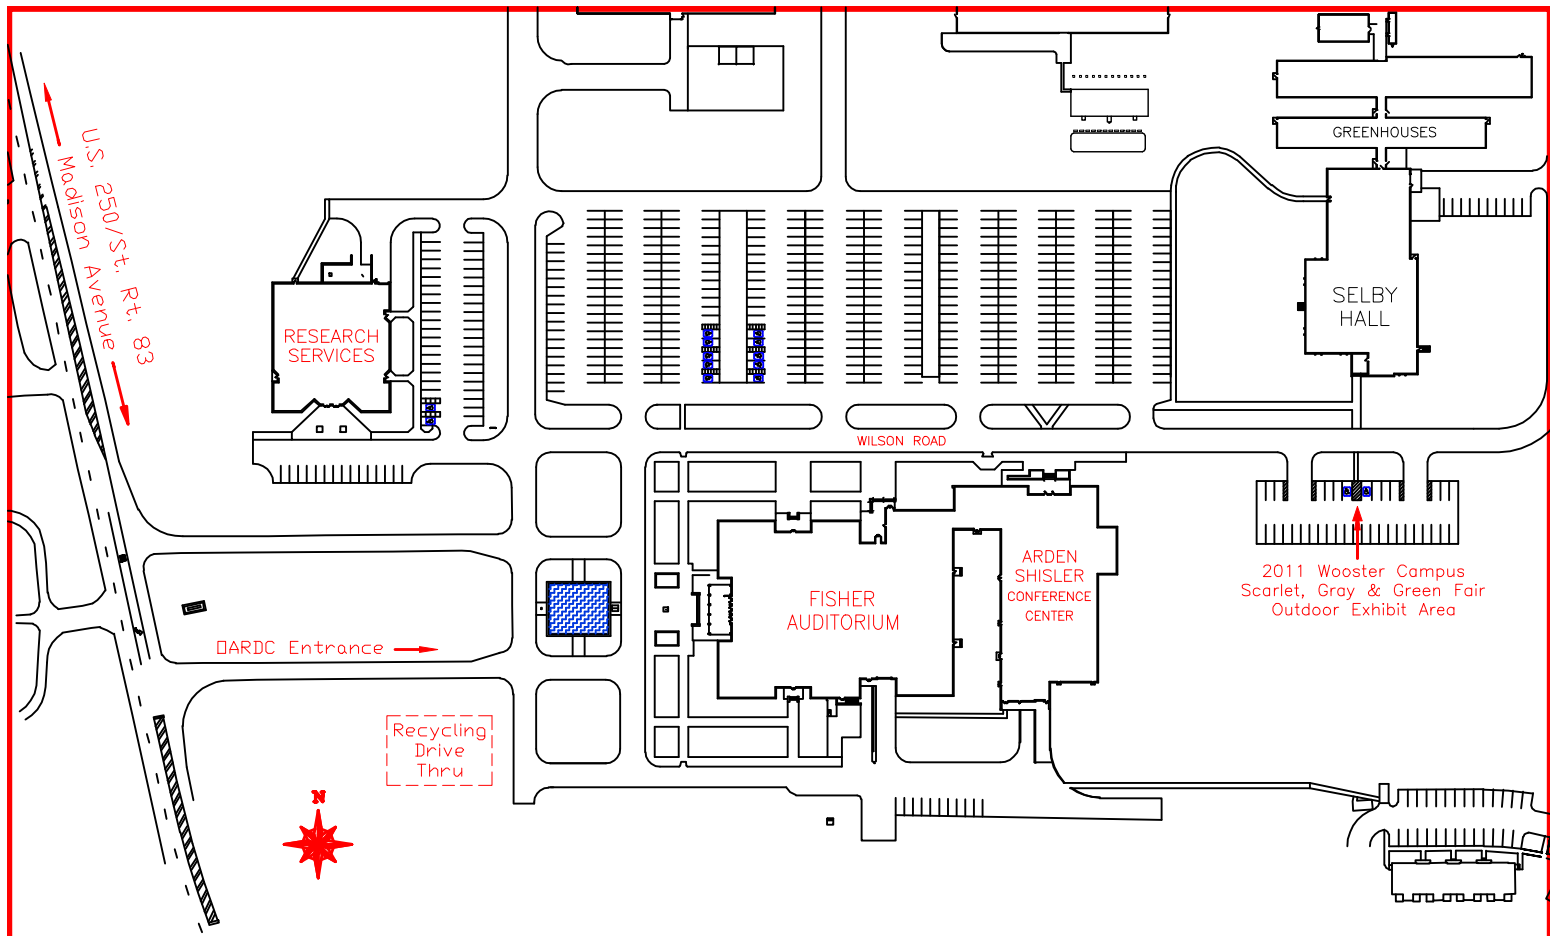 U.S. 250/St. Rt. 83
Madison Avenue
GREENHOUSES
SELBY
HALL
RESEARCH
SERVICES
WILSON ROAD
ARDEN
SHISLER
CONFERENCE
CENTER
FISHER
AUDITORIUM
2011 Wooster Campus
Scarlet, Gray & Green Fair
Outdoor Exhibit Area
OARDC Entrance
Recycling
Drive
Thru
N